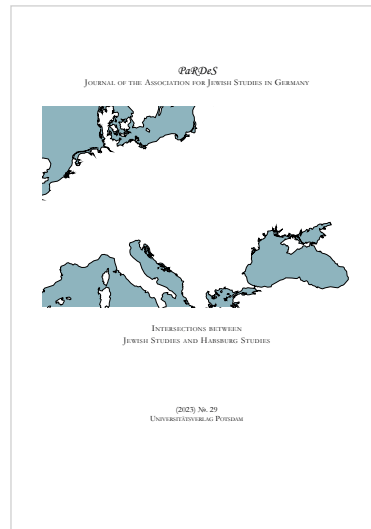 PaRDeS
Journal of the Association for Jewish Studies in Germany
Intersections between
Jewish Studies and Habsburg Studies
(2023) №. 29
Universitätsverlag Potsdam